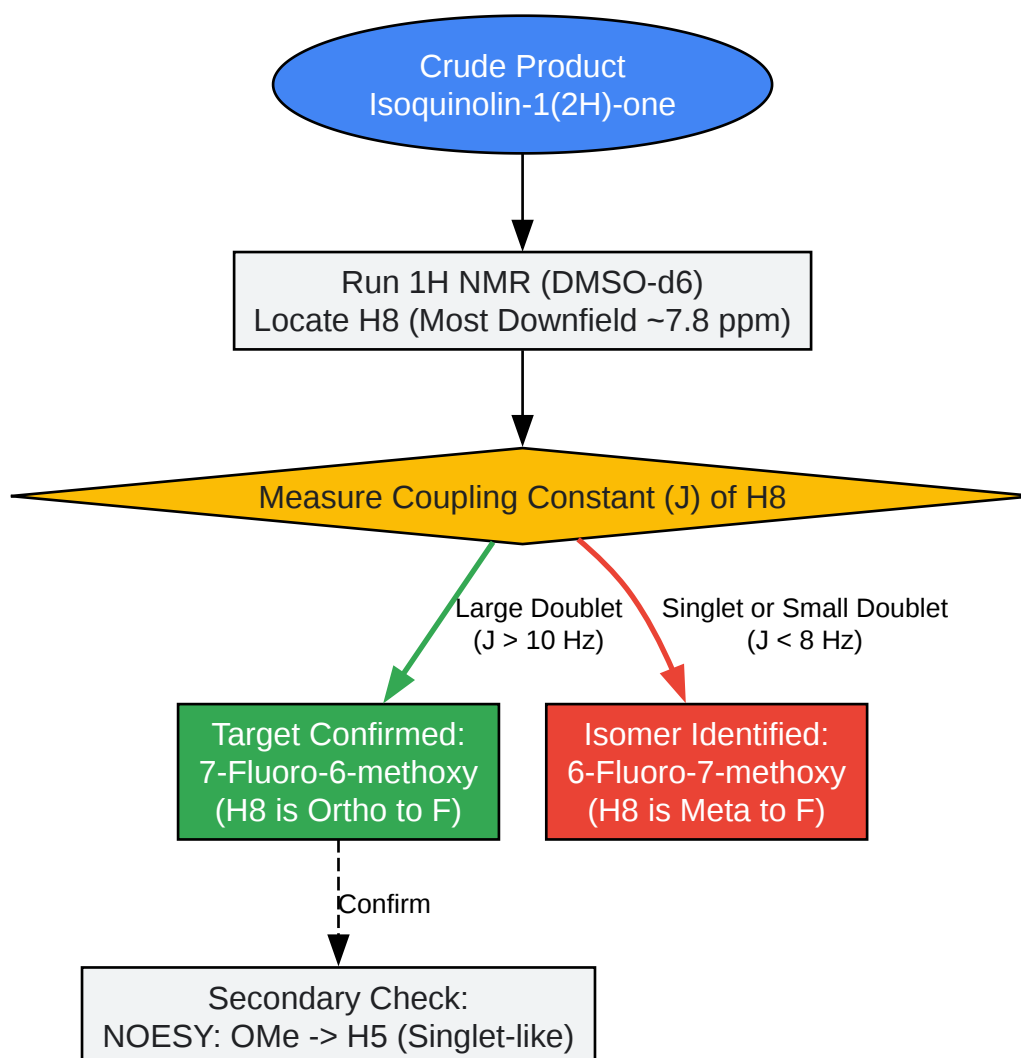 Crude Product
Isoquinolin-1(2H)-one
Run 1H NMR (DMSO-d6)
Locate H8 (Most Downfield ~7.8 ppm)
Measure Coupling Constant (J) of H8
Large Doublet
(J > 10 Hz)
Singlet or Small Doublet
(J < 8 Hz)
Target Confirmed:
7-Fluoro-6-methoxy
(H8 is Ortho to F)
Isomer Identified:
6-Fluoro-7-methoxy
(H8 is Meta to F)
Confirm
Secondary Check:
NOESY: OMe -> H5 (Singlet-like)